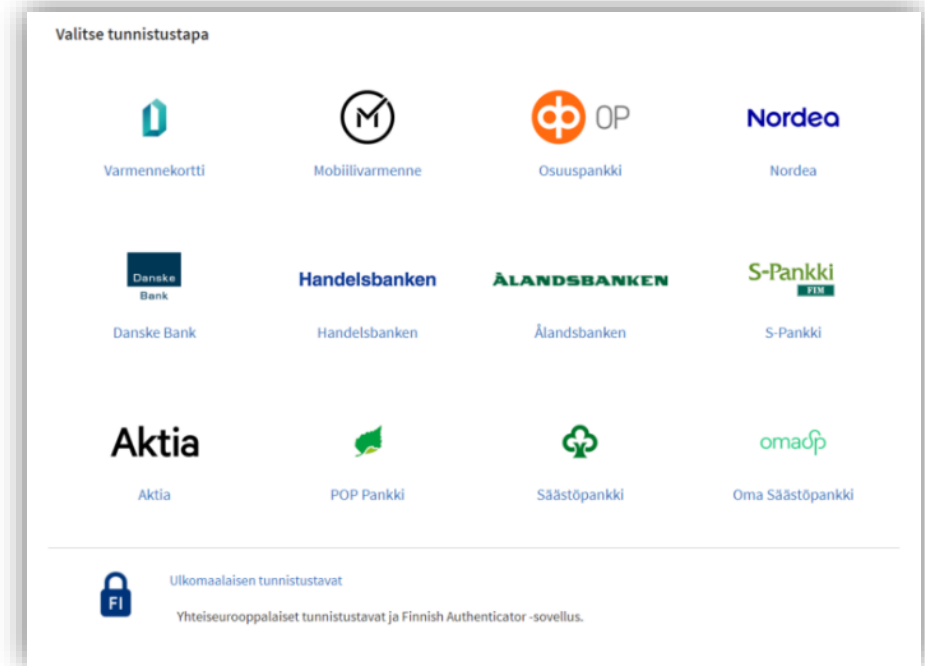 Valitse tunnistustapa
OP
Nordea
Varmennekortti
Mobiilivarmenne
Osuuspankki
Nordea
Danske
Bank
Handelsbanken
ÅLANDSBANKEN
S-Pankki
FIM
Danske Bank
Handelsbanken
Ålandsbanken
S-Pankki
Aktia
omasp
Aktia
POP Pankki
Säästöpankki
Oma Säästöpankki
FI
Ulkomaalaisen tunnistustavat
Yhteiseurooppalaiset tunnistustavat ja Finnish Authenticator -sovellus.